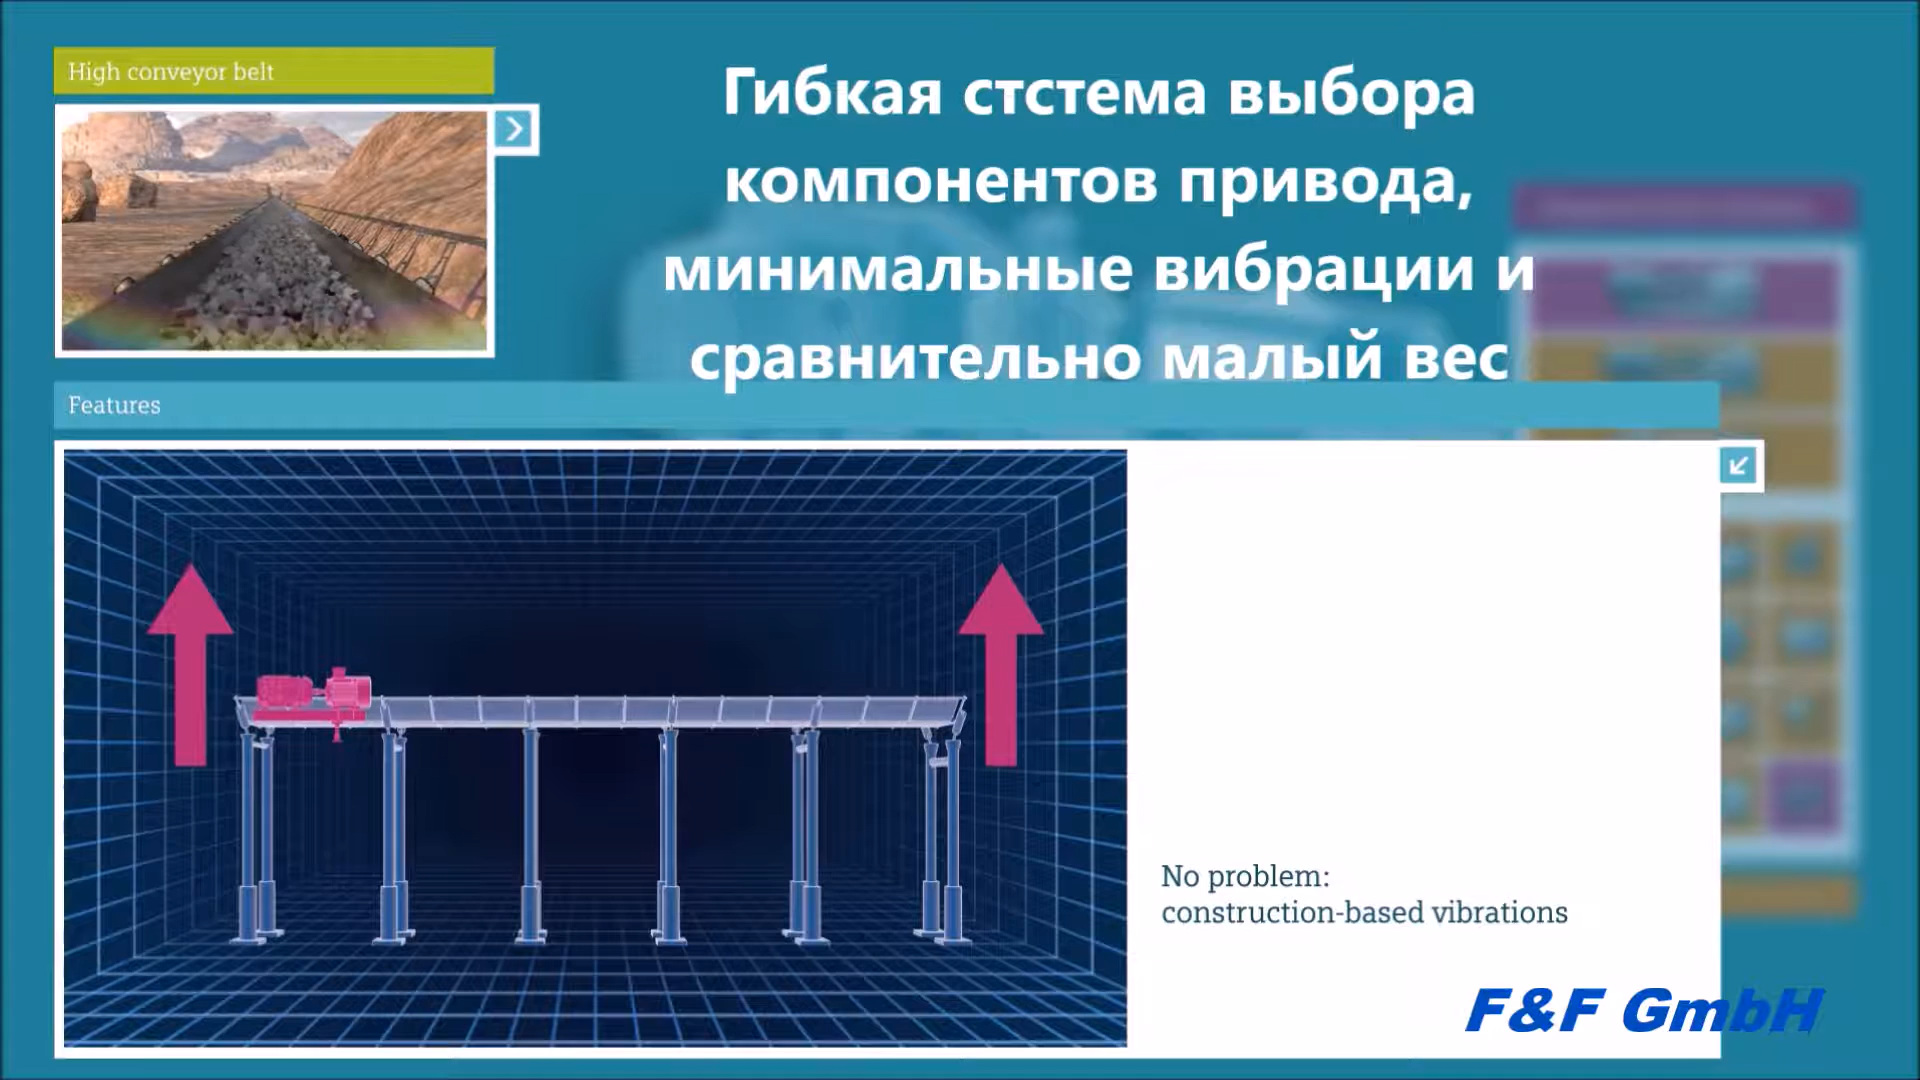 High conveyor belt
Гибкая стстема выбора
компонентов привода,
минимальные вибрации и
сравнительно малый вес
Features
No problem:
construction-based vibrations
F&F GmbH